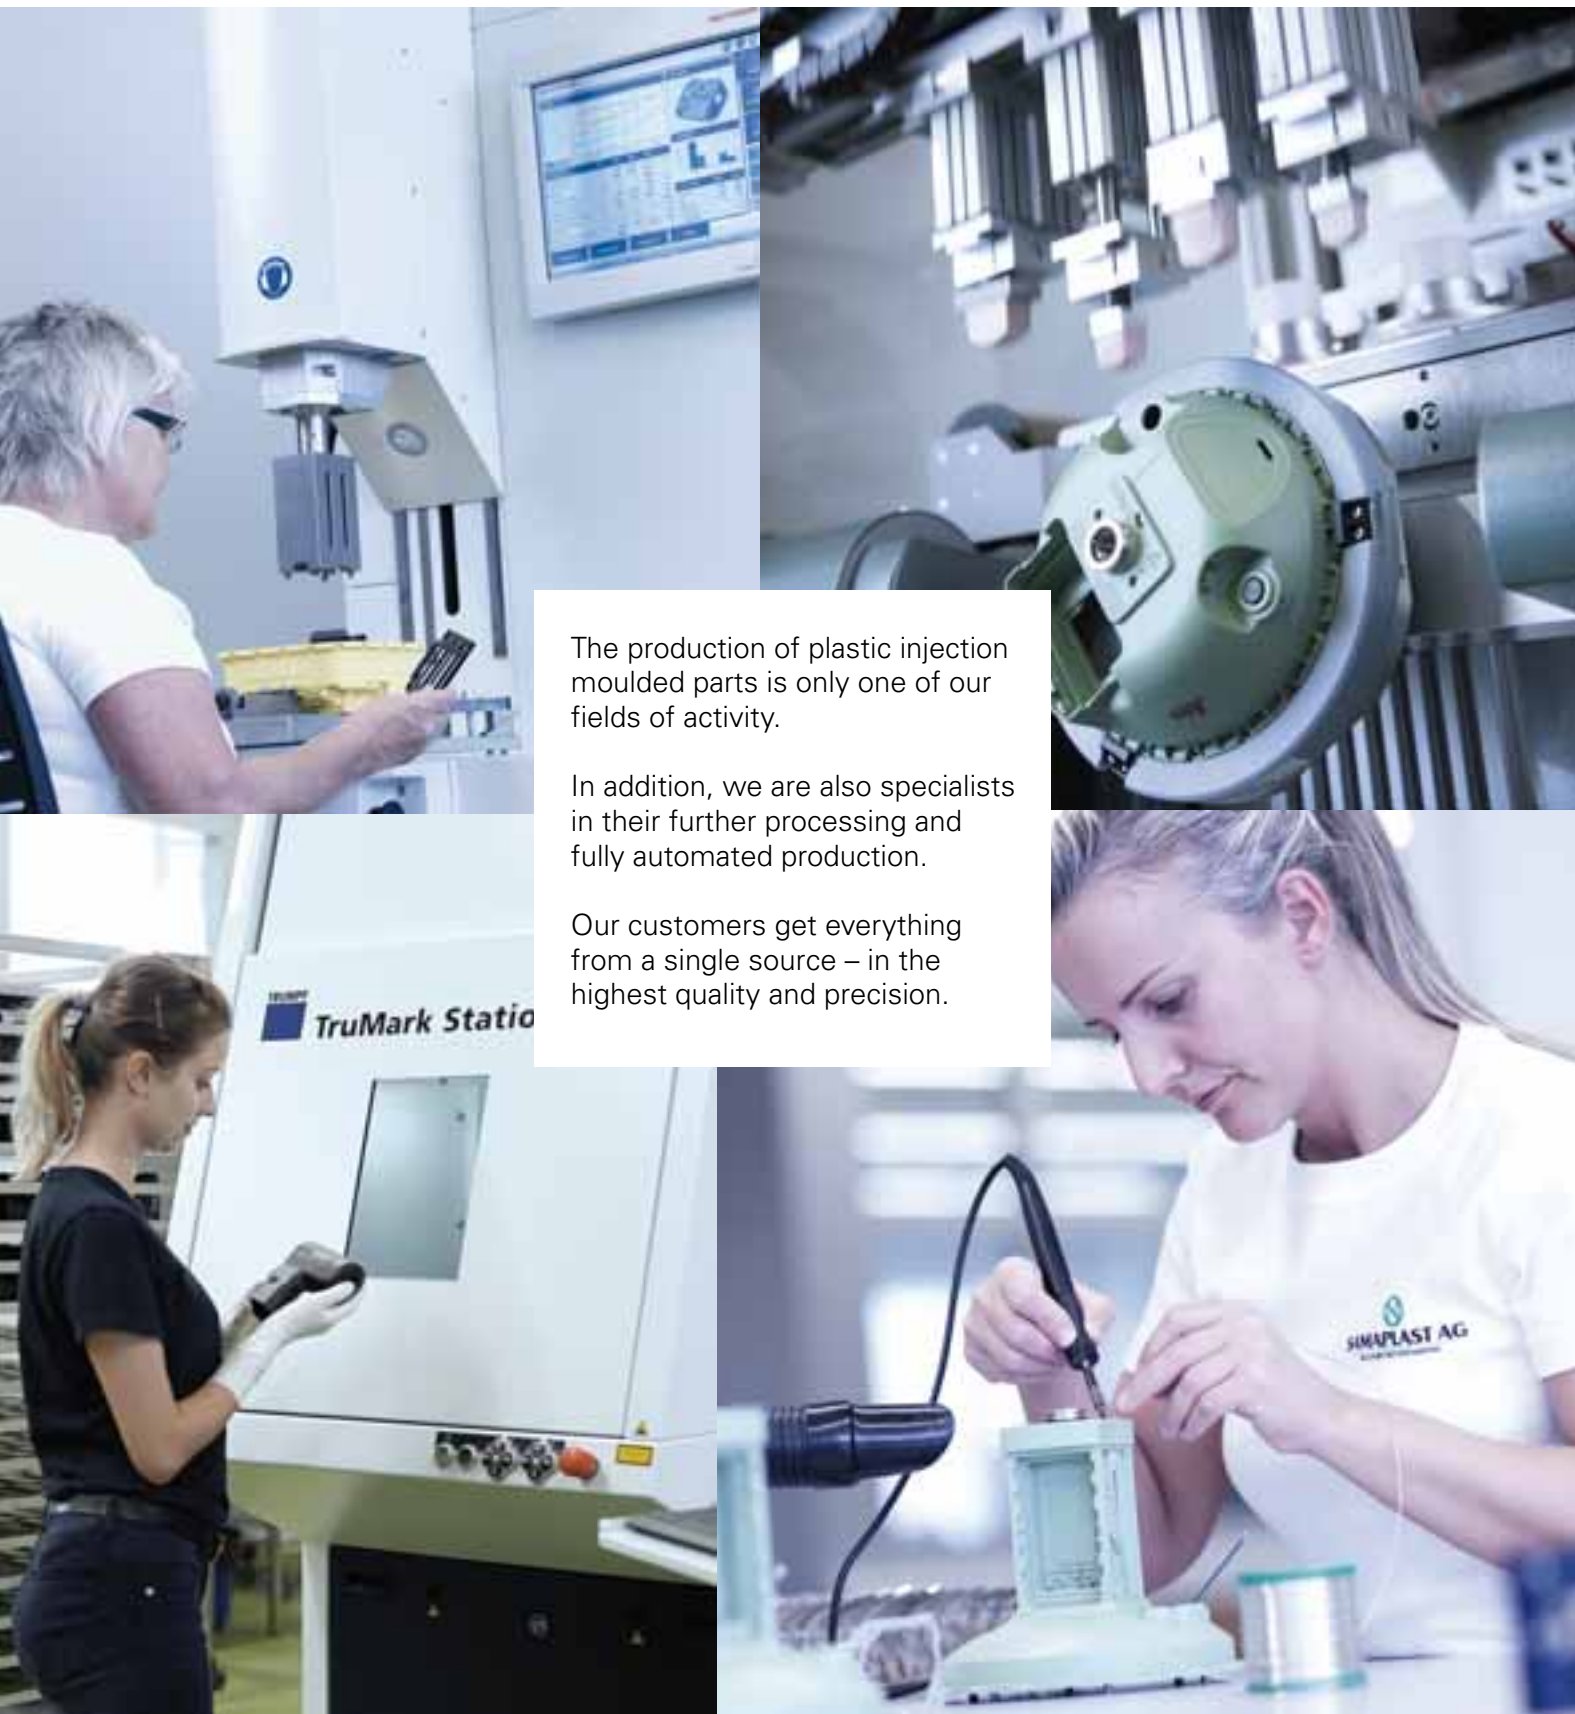 The production of plastic injection
moulded parts is only one of our
fields of activity.
In addition, we are also specialists
in their further processing and
fully automated production.
Our customers get everything
from a single source – in the
highest quality and precision.
TRUMPF
TruMark Statio
SAMAPLAST AG